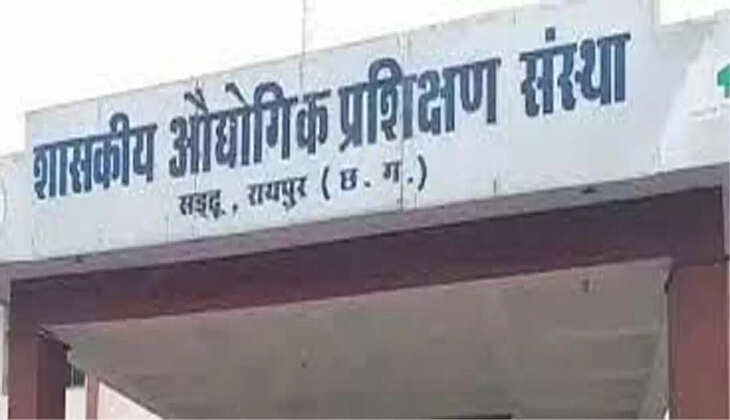 शासकीय औद्योगिक प्रशिक्षण संस्था
सड्डू, रायपुर (छ. ग.)